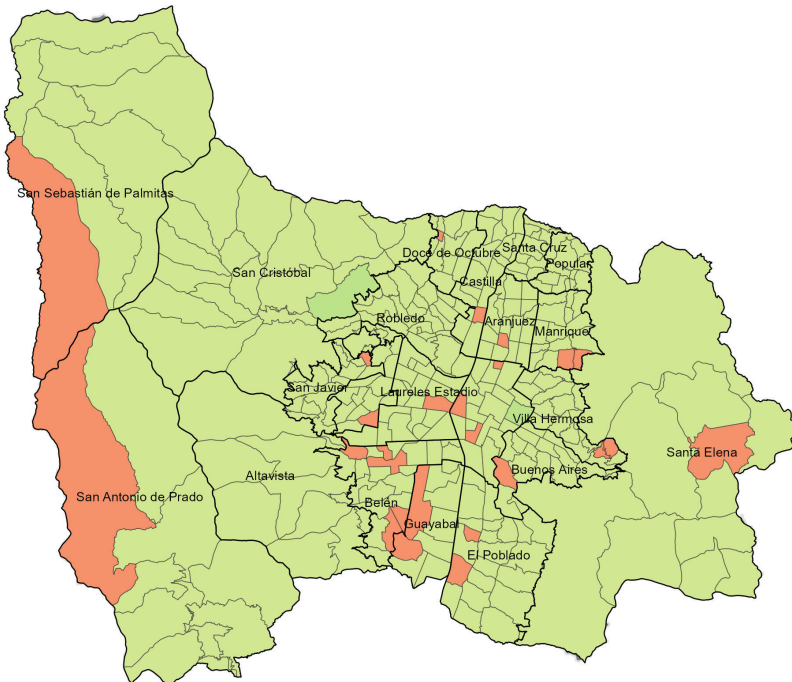 San Sebastián de Palmitas
San Cristóbal
Doce de Octubre
Santa Cruz
Popular
Castilla
Robledo
Aranjuez
Manrique
San Javier
Laureles Estadio
Villa Hermosa
Santa Elena
Buenos Aires
Altavista
San Antonio de Prado
Belén
Guayabal
El Poblado